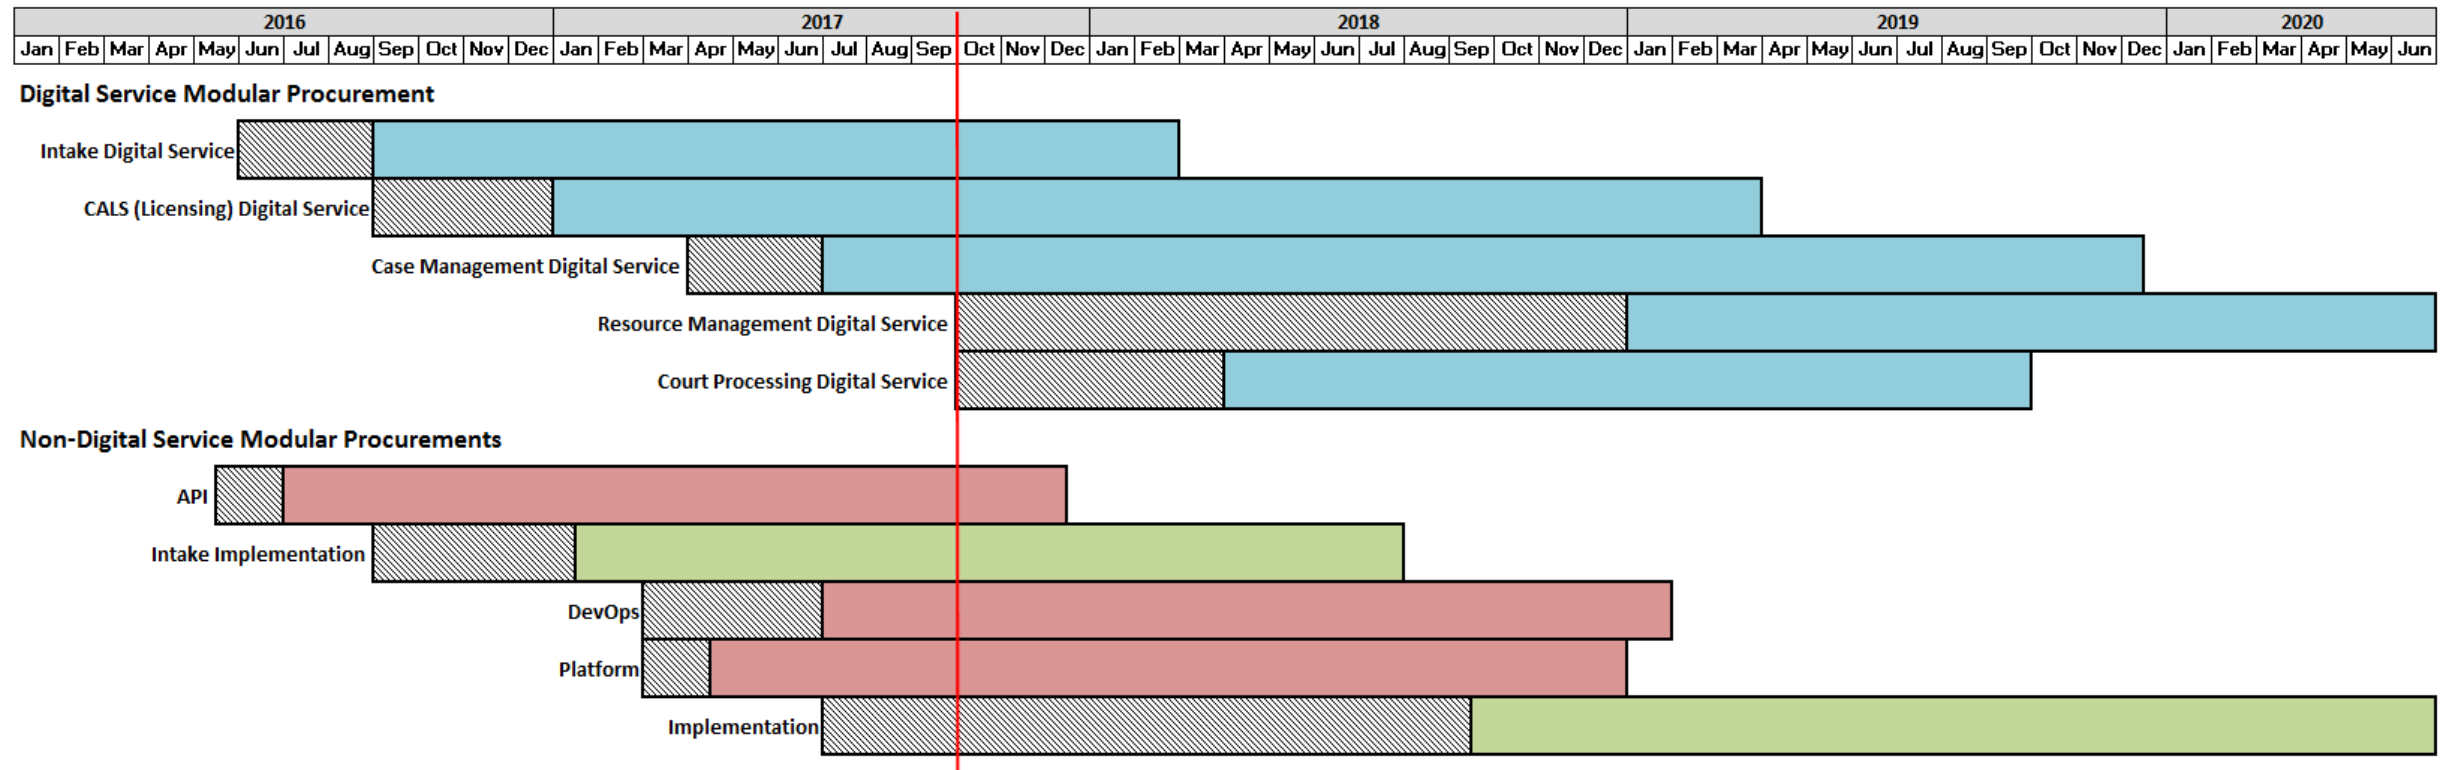 2016 2017 2018 2019 2020
Jan Feb Mar Apr May Jun Jul Aug Sep Oct Nov Dec Jan Feb Mar Apr May Jun Jul Aug Sep Oct Nov Dec Jan Feb Mar Apr May Jun Jul Aug Sep Oct Nov Dec Jan Feb Mar Apr May Jun Jul Aug Sep Oct Nov Dec Jan Feb Mar Apr May Jun
Digital Service Modular Procurement
Intake Digital Service
CALS (Licensing) Digital Service
Case Management Digital Service
Resource Management Digital Service
Court Processing Digital Service
Non-Digital Service Modular Procurements
API
Intake Implementation
DevOps
Platform
Implementation